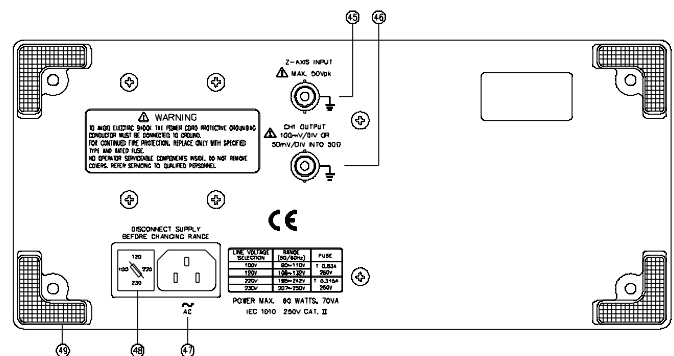 45 46
Z-AXIS INPUT
⚠ MAX. 50Vpk
⚠ WARNING
TO AVOID ELECTRIC SHOCK THE POWER CORD PROTECTIVE GROUNDING
CONDUCTOR MUST BE CONNECTED TO GROUND.
FOR CONTINUED FIRE PROTECTION, REPLACE ONLY WITH SPECIFIED
TYPE AND RATED FUSE.
NO OPERATOR SERVICEABLE COMPONENTS INSIDE, DO NOT REMOVE
COVERS. REFER SERVICING TO QUALIFIED PERSONNEL.
CH1 OUTPUT
⚠ 100mV/DIV OR
50mV/DIV INTO 50Ω
CE
DISCONNECT SUPPLY
BEFORE CHANGING RANGE
120
100 220
230
AC
LINE VOLTAGE SELECTION RANGE (50/60Hz) FUSE
100V 90~110V T 0.63A
120V 108~132V 250V
220V 198~242V T 0.315A
230V 207~250V 250V
POWER MAX. 60 WATTS, 70VA
IEC 1010 250V CAT. II
49 48 47